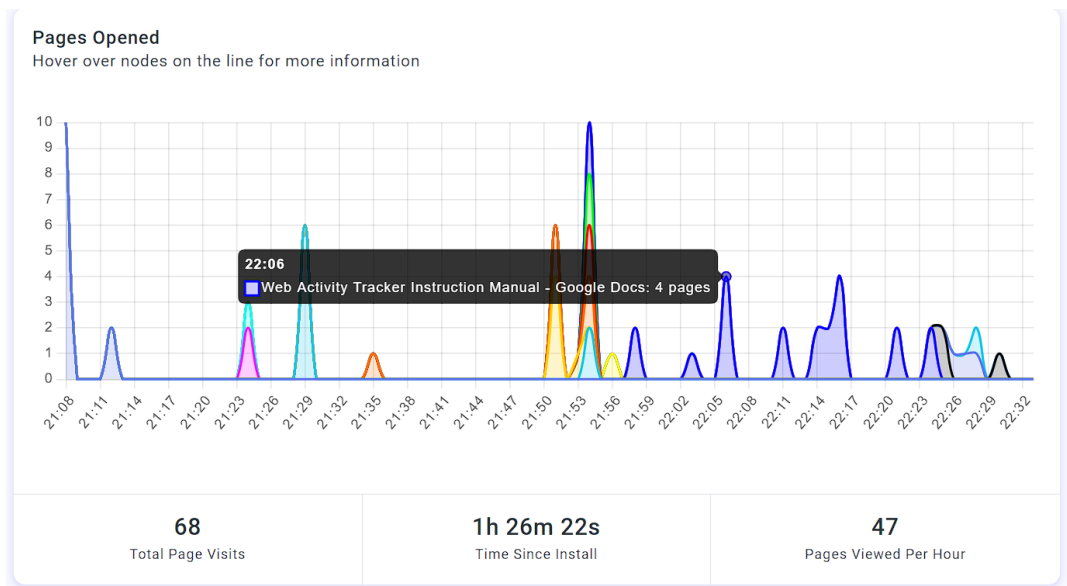 Pages Opened
Hover over nodes on the line for more information
10
9
8
7
6
5
4
3
2
1
0
22:06
Web Activity Tracker Instruction Manual - Google Docs: 4 pages
21:08 21:11 21:14 21:17 21:20 21:23 21:26 21:29 21:32 21:35 21:38 21:41 21:44 21:47 21:50 21:53 21:56 21:59 22:02 22:05 22:08 22:11 22:14 22:17 22:20 22:23 22:26 22:29 22:32
68 1h 26m 22s 47
Total Page Visits Time Since Install Pages Viewed Per Hour